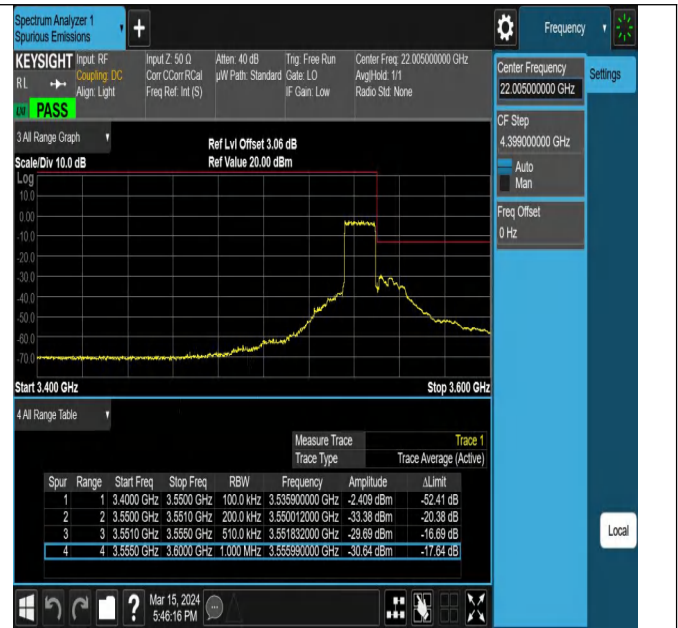 Spectrum Analyzer 1
Spurious Emissions
Frequency
KEYSIGHT Input: RF Input Z: 50 Ω Atten: 40 dB Trig: Free Run Center Freq: 22.005000000 GHz
RL Coupling: DC Corr CCorr RCal µW Path: Standard Gate: LO Avg|Hold: 1/1
Align: Light Freq Ref: Int (S) IF Gain: Low Radio Std: None
PASS
Center Frequency
22.005000000 GHz
Settings
CF Step
4.399000000 GHz
Auto
Man
Freq Offset
0 Hz
3 All Range Graph
Ref Lvl Offset 3.06 dB
Scale/Div 10.0 dB Ref Value 20.00 dBm
Log
10.0
0.00
-10.0
-20.0
-30.0
-40.0
-50.0
-60.0
-70.0
Start 3.400 GHz Stop 3.600 GHz
4 All Range Table
Measure Trace Trace 1
Trace Type Trace Average (Active)
Spur Range Start Freq Stop Freq RBW Frequency Amplitude ΔLimit
1 1 3.4000 GHz 3.5500 GHz 100.0 kHz 3.535900000 GHz -2.409 dBm -52.41 dB
2 2 3.5500 GHz 3.5510 GHz 200.0 kHz 3.550012000 GHz -33.38 dBm -20.38 dB
3 3 3.5510 GHz 3.5550 GHz 510.0 kHz 3.551832000 GHz -29.69 dBm -16.69 dB
4 4 3.5550 GHz 3.6000 GHz 1.000 MHz 3.555990000 GHz -30.64 dBm -17.64 dB
Local
?
Mar 15, 2024
5:46:16 PM